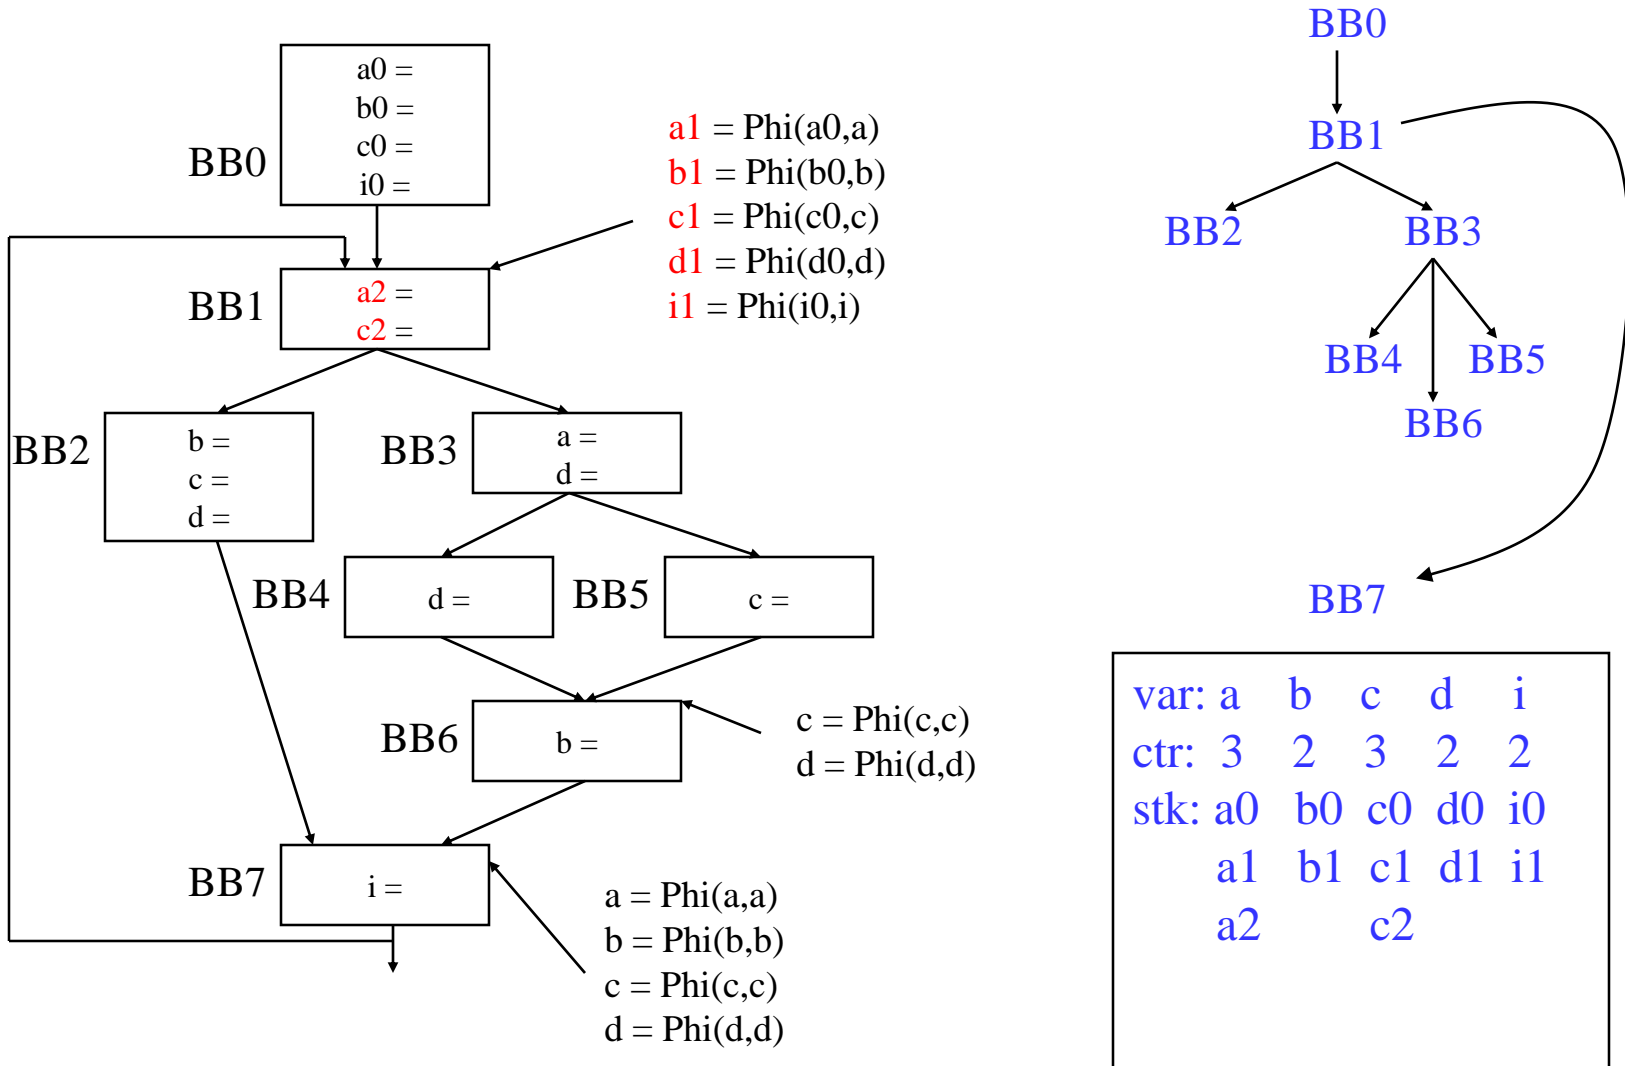 a0 =
b0 =
c0 =
i0 =
BB0
a1 = Phi(a0,a)
b1 = Phi(b0,b)
c1 = Phi(c0,c)
d1 = Phi(d0,d)
i1 = Phi(i0,i)
BB1
a2 =
c2 =
BB2
b =
c =
d =
BB3
a =
d =
BB4
d =
BB5
c =
BB6
b =
c = Phi(c,c)
d = Phi(d,d)
BB7
i =
a = Phi(a,a)
b = Phi(b,b)
c = Phi(c,c)
d = Phi(d,d)
BB0
BB1
BB2 BB3
BB4 BB5
BB6
BB7
var: a b c d i
ctr: 3 2 3 2 2
stk: a0 b0 c0 d0 i0
a1 b1 c1 d1 i1
a2 c2